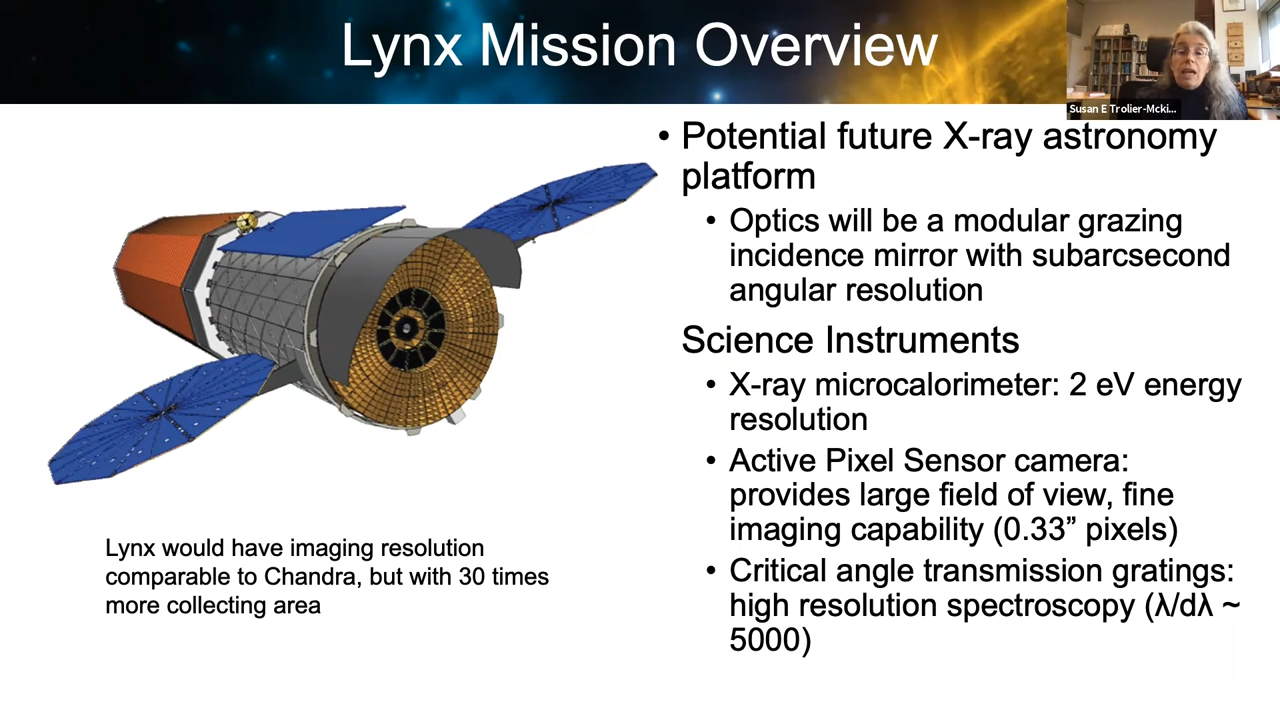 Lynx Mission Overview
Susan E Trolier-Mcki...
• Potential future X-ray astronomy
platform
• Optics will be a modular grazing
incidence mirror with subarcsecond
angular resolution
Science Instruments
• X-ray microcalorimeter: 2 eV energy
resolution
• Active Pixel Sensor camera:
provides large field of view, fine
imaging capability (0.33” pixels)
• Critical angle transmission gratings:
high resolution spectroscopy (λ/dλ ~
5000)
Lynx would have imaging resolution
comparable to Chandra, but with 30 times
more collecting area